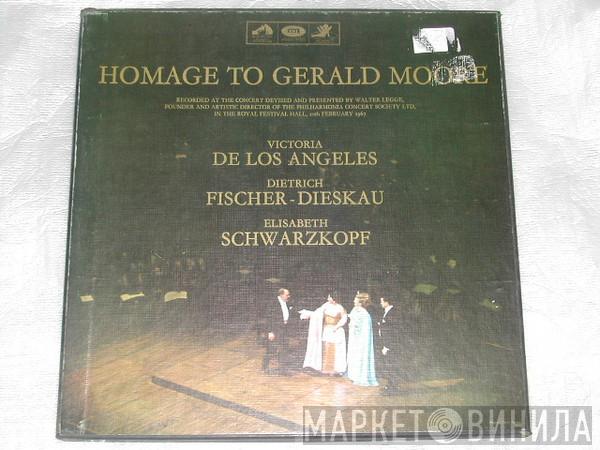 HOMAGE TO GERALD MOORE
RECORDED AT THE CONCERT DEVISED AND PRESENTED BY WALTER LEGGE,
FOUNDER AND ARTISTIC DIRECTOR OF THE PHILHARMONIA CONCERT SOCIETY LTD,
IN THE ROYAL FESTIVAL HALL, 20th FEBRUARY 1967
VICTORIA
DE LOS ANGELES
DIETRICH
FISCHER-DIESKAU
ELISABETH
SCHWARZKOPF
МАРКЕТ ВИНИЛА